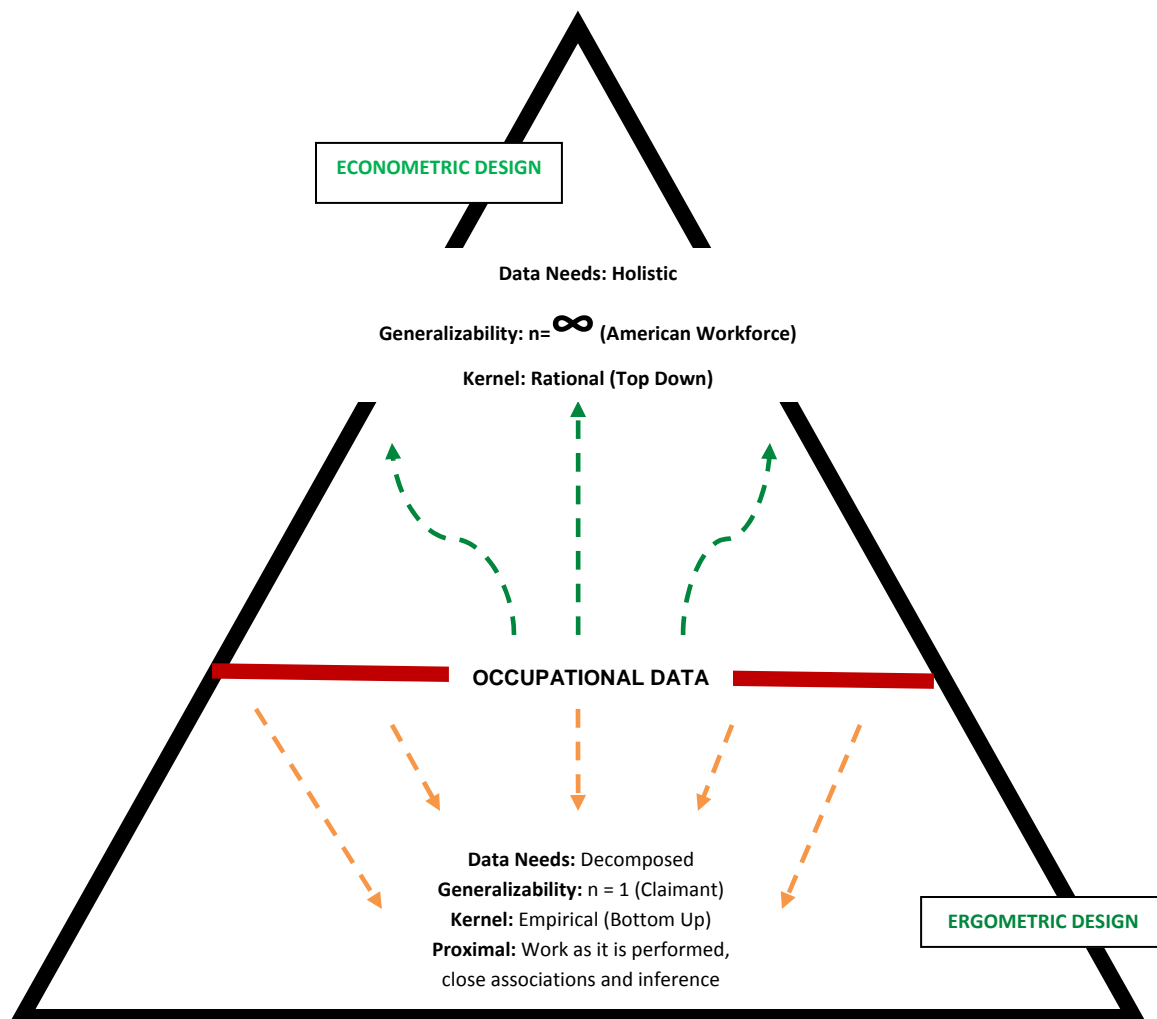 ECONOMETRIC DESIGN
Data Needs: Holistic
Generalizability: n=∞ (American Workforce)
Kernel: Rational (Top Down)
OCCUPATIONAL DATA
Data Needs: Decomposed
Generalizability: n = 1 (Claimant)
Kernel: Empirical (Bottom Up)
Proximal: Work as it is performed,
close associations and inference
ERGOMETRIC DESIGN